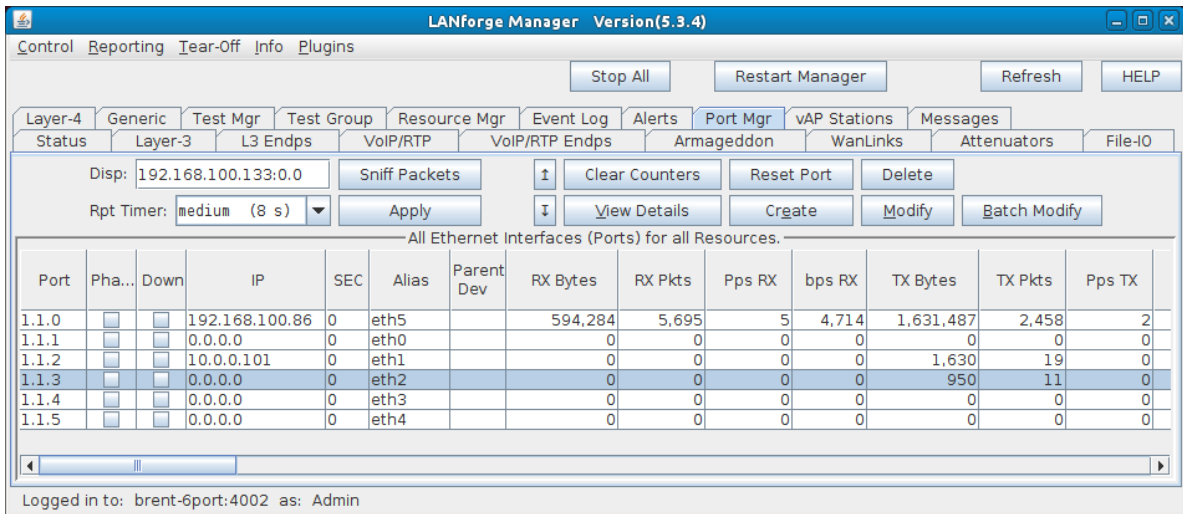 LANforge Manager   Version(5.3.4)
Control Reporting Tear-Off Info Plugins
Stop All Restart Manager Refresh HELP
Layer-4 Generic Test Mgr Test Group Resource Mgr Event Log Alerts Port Mgr vAP Stations Messages
Status Layer-3 L3 Endps VoIP/RTP VoIP/RTP Endps Armageddon WanLinks Attenuators File-IO
Disp: 192.168.100.133:0.0 Sniff Packets ↥ Clear Counters Reset Port Delete
Rpt Timer: medium (8 s) Apply ↧ View Details Create Modify Batch Modify
All Ethernet Interfaces (Ports) for all Resources.
Port Pha... Down IP SEC Alias Parent Dev RX Bytes RX Pkts Pps RX bps RX TX Bytes TX Pkts Pps TX
1.1.0 192.168.100.86 0 eth5 594,284 5,695 5 4,714 1,631,487 2,458 2
1.1.1 0.0.0.0 0 eth0 0 0 0 0 0 0 0
1.1.2 10.0.0.101 0 eth1 0 0 0 0 1,630 19 0
1.1.3 0.0.0.0 0 eth2 0 0 0 0 950 11 0
1.1.4 0.0.0.0 0 eth3 0 0 0 0 0 0 0
1.1.5 0.0.0.0 0 eth4 0 0 0 0 0 0 0
Logged in to: brent-6port:4002 as: Admin